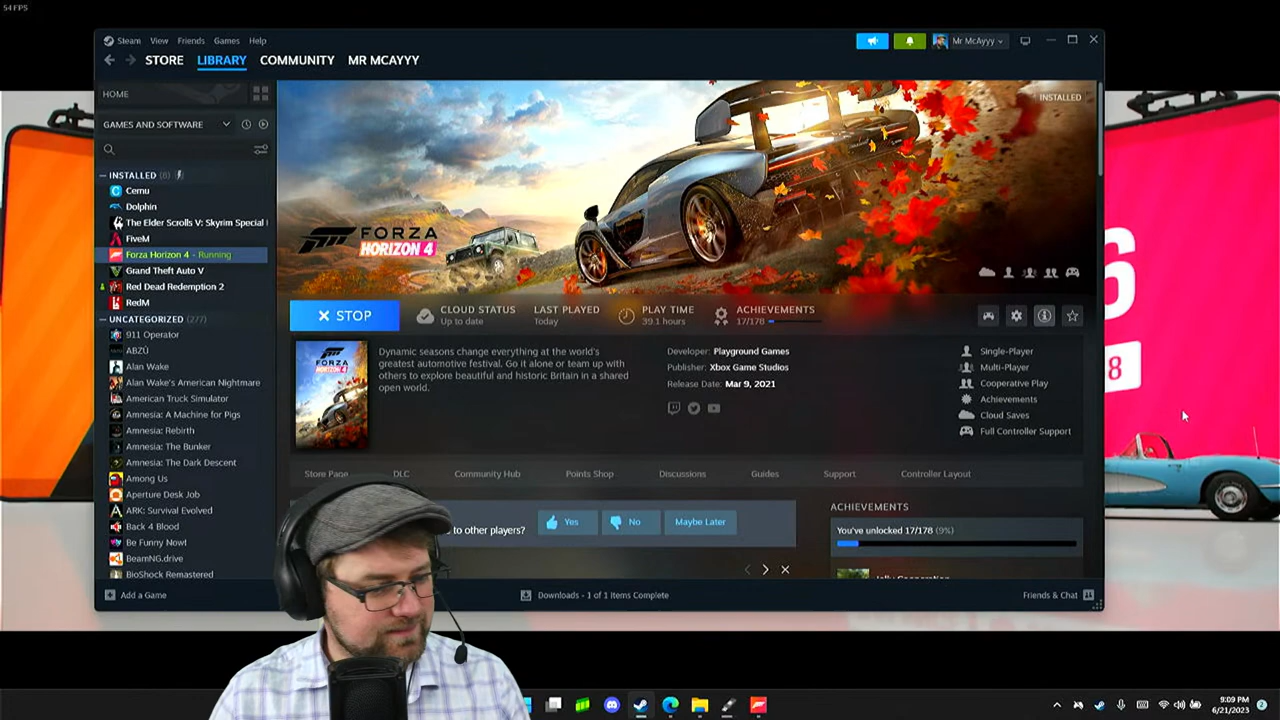 54 FPS
Steam View Friends Games Help
Mr McAyyy
STORE LIBRARY COMMUNITY MR MCAYYY
HOME
INSTALLED
GAMES AND SOFTWARE
INSTALLED (8)
Cemu
Dolphin
The Elder Scrolls V: Skyrim Special
FiveM
Forza Horizon 4 - Running
Grand Theft Auto V
Red Dead Redemption 2
RedM
UNCATEGORIZED (277)
911 Operator
ABZÛ
Alan Wake
Alan Wake's American Nightmare
American Truck Simulator
Amnesia: A Machine for Pigs
Amnesia: Rebirth
Amnesia: The Bunker
Amnesia: The Dark Descent
Among Us
Aperture Desk Job
ARK: Survival Evolved
Back 4 Blood
Be Funny Now!
BeamNG.drive
BioShock Remastered
Add a Game
FORZA
HORIZON 4
STOP
CLOUD STATUS
Up to date
LAST PLAYED
Today
PLAY TIME
39.1 hours
ACHIEVEMENTS
17/178
FORZA
HORIZON 4
Dynamic seasons change everything at the world's
greatest automotive festival. Go it alone or team up with
others to explore beautiful and historic Britain in a shared
open world.
Developer: Playground Games
Publisher: Xbox Game Studios
Release Date: Mar 9, 2021
Single-Player
Multi-Player
Cooperative Play
Achievements
Cloud Saves
Full Controller Support
Store Page DLC Community Hub Points Shop Discussions Guides Support Controller Layout
to other players?
Yes
No
Maybe Later
ACHIEVEMENTS
You've unlocked 17/178 (9%)
Downloads - 1 of 1 Items Complete
Friends & Chat
6
8
9:09 PM
6/21/2023
2